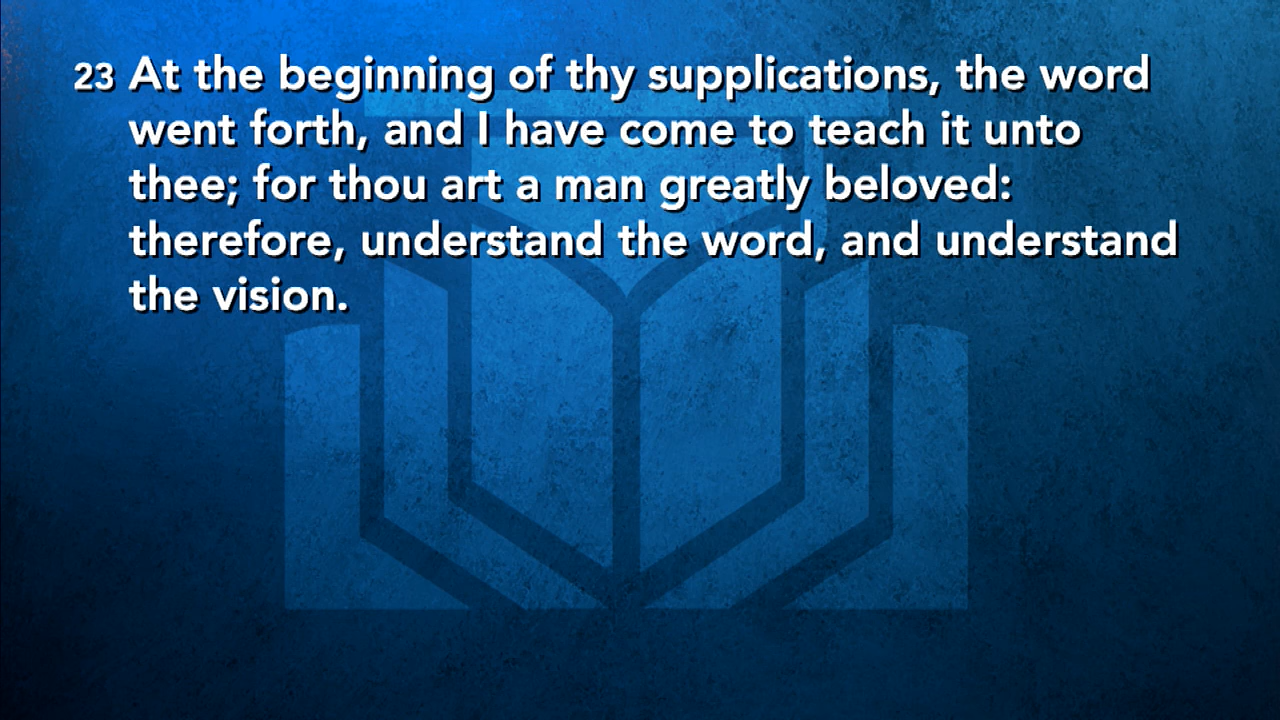 23 At the beginning of thy supplications, the word
went forth, and I have come to teach it unto
thee; for thou art a man greatly beloved:
therefore, understand the word, and understand
the vision.